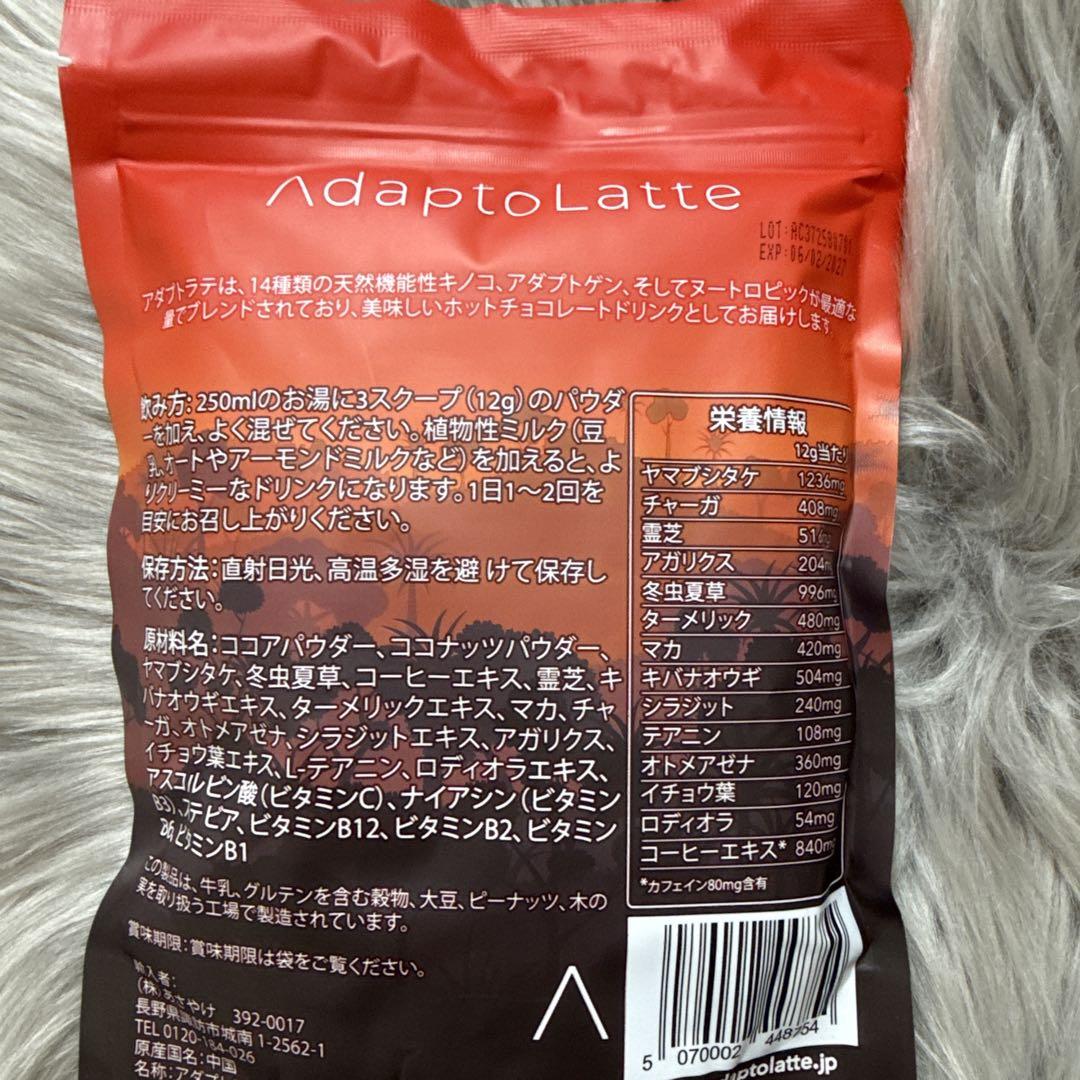 AdaptoLatte
EXP: 06/02/2027
アダプトラテは、14種類の天然機能性キノコ、アダプトゲン、そしてヌートロピックが最適な
量でブレンドされており、美味しいホットチョコレートドリンクとしてお届けします。
飲み方: 250mlのお湯に3スクープ(12g)のパウダ
ーを加え、よく混ぜてください。植物性ミルク(豆
乳、オートやアーモンドミルクなど)を加えると、よ
りクリーミーなドリンクになります。1日1〜2回を
目安にお召し上がりください。
保存方法:直射日光、高温多湿を避 けて保存し
てください。
原材料名:ココアパウダー、ココナッツパウダー、
ヤマブシタケ、冬虫夏草、コーヒーエキス、霊芝、キ
バナオウギエキス、ターメリックエキス、マカ、チャ
ーガ、オトメアゼナ、シラジットエキス、アガリクス、
イチョウ葉エキス、L-テアニン、ロディオラエキス、
アスコルビン酸(ビタミンC)、ナイアシン(ビタミン
B3)、ステビア、ビタミンB12、ビタミンB2、ビタミン
B6、ビタミンB1
この製品は、牛乳、グルテンを含む穀物、大豆、ピーナッツ、木の
実を取り扱う工場で製造されています。
賞味期限:賞味期限は袋をご覧ください。
輸入者:
(株)あさやけ 392-0017
長野県諏訪市城南1-2562-1
TEL 0120-184-026
原産国名:中国
名称:アダプ
栄養情報
12g当たり
ヤマブシタケ 1236mg
チャーガ 408mg
霊芝 516mg
アガリクス 204m
冬虫夏草 996mg
ターメリック 480mg
マカ 420mg
キバナオウギ 504mg
シラジット 240mg
テアニン 108mg
オトメアゼナ 360mg
イチョウ葉 120mg
ロディオラ 54mg
コーヒーエキス* 840mg
*カフェイン80mg含有
5 070002 448754
daptolatte.jp